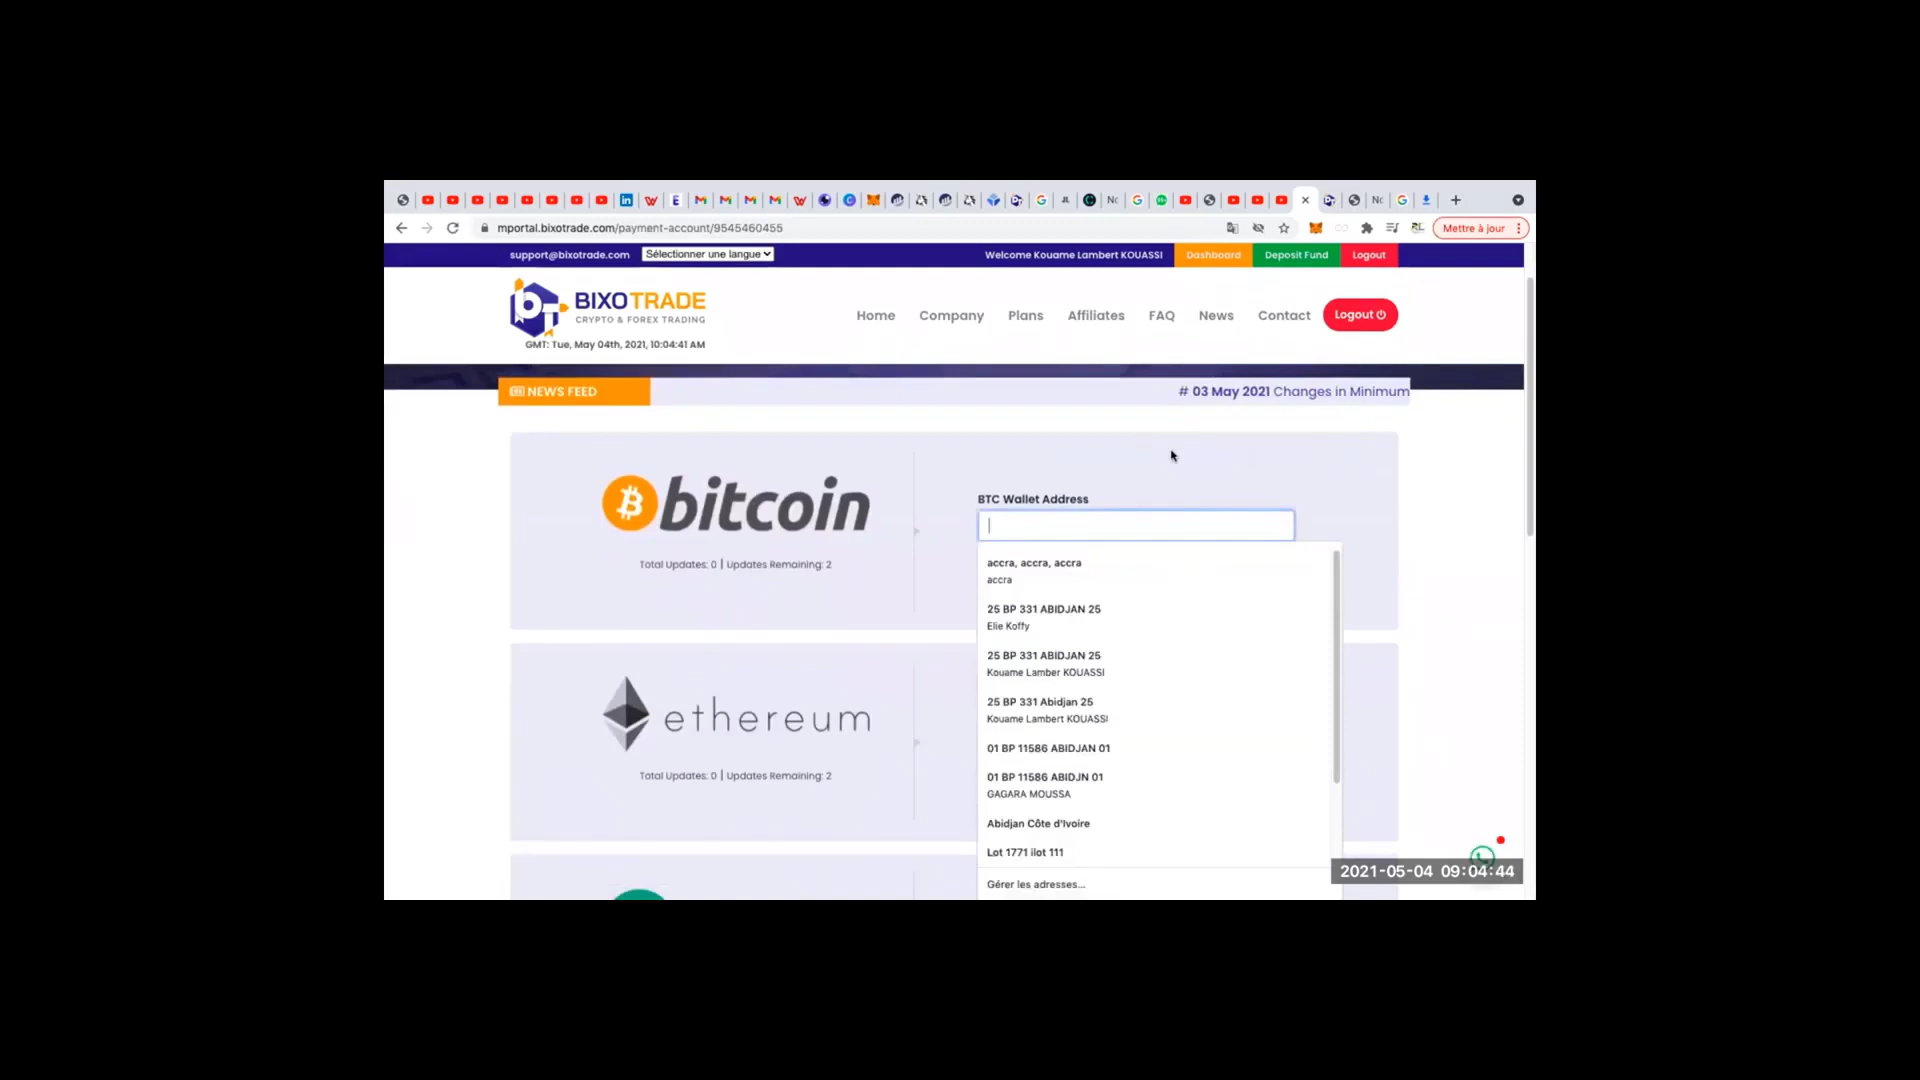 mportal.bixotrade.com/payment-account/9545460455
Mettre à jour
support@bixotrade.com
Sélectionner une langue
Welcome Kouame Lambert KOUASSI
Dashboard
Deposit Fund
Logout
BIXOTRADE
CRYPTO & FOREX TRADING
GMT: Tue, May 04th, 2021, 10:04:41 AM
Home
Company
Plans
Affiliates
FAQ
News
Contact
Logout
NEWS FEED
# 03 May 2021 Changes in Minimum
bitcoin
Total Updates: 0 | Updates Remaining: 2
BTC Wallet Address
accra, accra, accra
accra
25 BP 331 ABIDJAN 25
Elie Koffy
25 BP 331 ABIDJAN 25
Kouame Lamber KOUASSI
25 BP 331 Abidjan 25
Kouame Lambert KOUASSI
01 BP 11586 ABIDJAN 01
01 BP 11586 ABIDJN 01
GAGARA MOUSSA
Abidjan Côte d'Ivoire
Lot 1771 ilot 111
Gérer les adresses...
ethereum
Total Updates: 0 | Updates Remaining: 2
2021-05-04 09:04:44